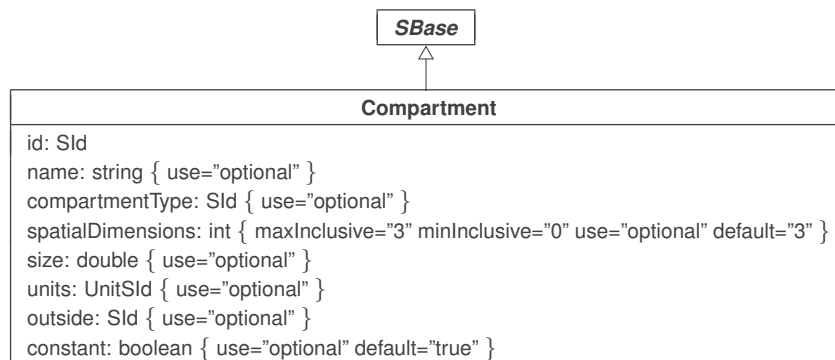 SBase
Compartment
id: SId
name: string { use=”optional” }
compartmentType: SId { use=”optional” }
spatialDimensions: int { maxInclusive=”3” minInclusive=”0” use=”optional” default=”3” }
size: double { use=”optional” }
units: UnitSId { use=”optional” }
outside: SId { use=”optional” }
constant: boolean { use=”optional” default=”true” }